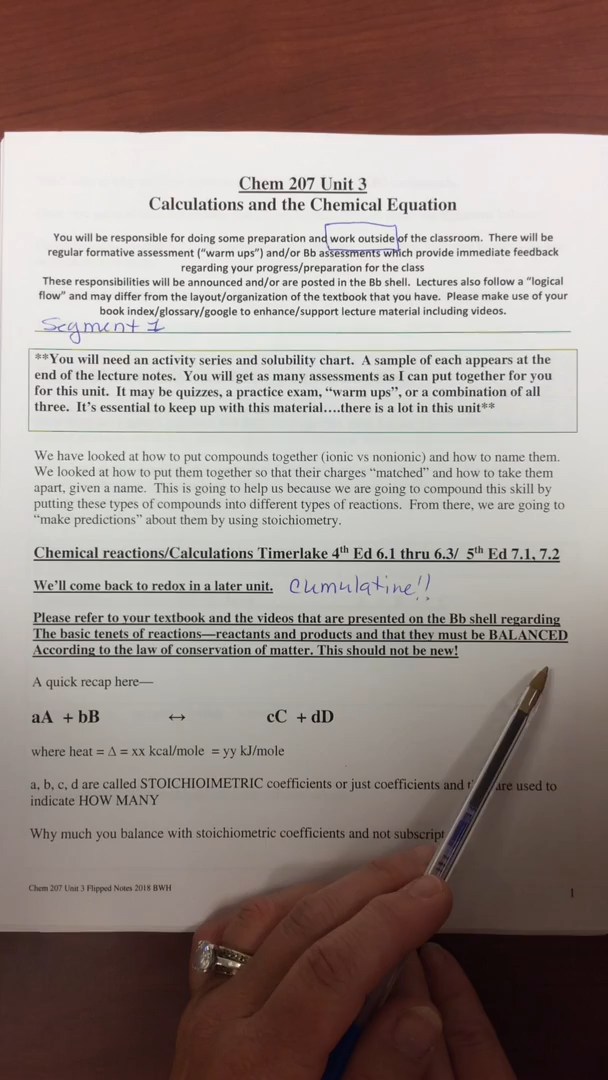 Chem 207 Unit 3
Calculations and the Chemical Equation
You will be responsible for doing some preparation and work outside of the classroom. There will be
regular formative assessment ("warm ups") and/or Bb assessments which provide immediate feedback
regarding your progress/preparation for the class
These responsibilities will be announced and/or are posted in the Bb shell. Lectures also follow a "logical
flow" and may differ from the layout/organization of the textbook that you have. Please make use of your
book index/glossary/google to enhance/support lecture material including videos.
Segment 1
**You will need an activity series and solubility chart. A sample of each appears at the
end of the lecture notes. You will get as many assessments as I can put together for you
for this unit. It may be quizzes, a practice exam, "warm ups", or a combination of all
three. It's essential to keep up with this material….there is a lot in this unit**
We have looked at how to put compounds together (ionic vs nonionic) and how to name them.
We looked at how to put them together so that their charges "matched" and how to take them
apart, given a name. This is going to help us because we are going to compound this skill by
putting these types of compounds into different types of reactions. From there, we are going to
"make predictions" about them by using stoichiometry.
Chemical reactions/Calculations Timerlake 4th Ed 6.1 thru 6.3/ 5th Ed 7.1, 7.2
We'll come back to redox in a later unit. Cumulative!!
Please refer to your textbook and the videos that are presented on the Bb shell regarding
The basic tenets of reactions—reactants and products and that they must be BALANCED
According to the law of conservation of matter. This should not be new!
A quick recap here—
aA + bB ↔ cC + dD
where heat = Δ = xx kcal/mole = yy kJ/mole
a, b, c, d are called STOICHIOIMETRIC coefficients or just coefficients and are used to
indicate HOW MANY
Why much you balance with stoichiometric coefficients and not
Chem 207 Unit 3 Flipped Notes 2018 BWH
1